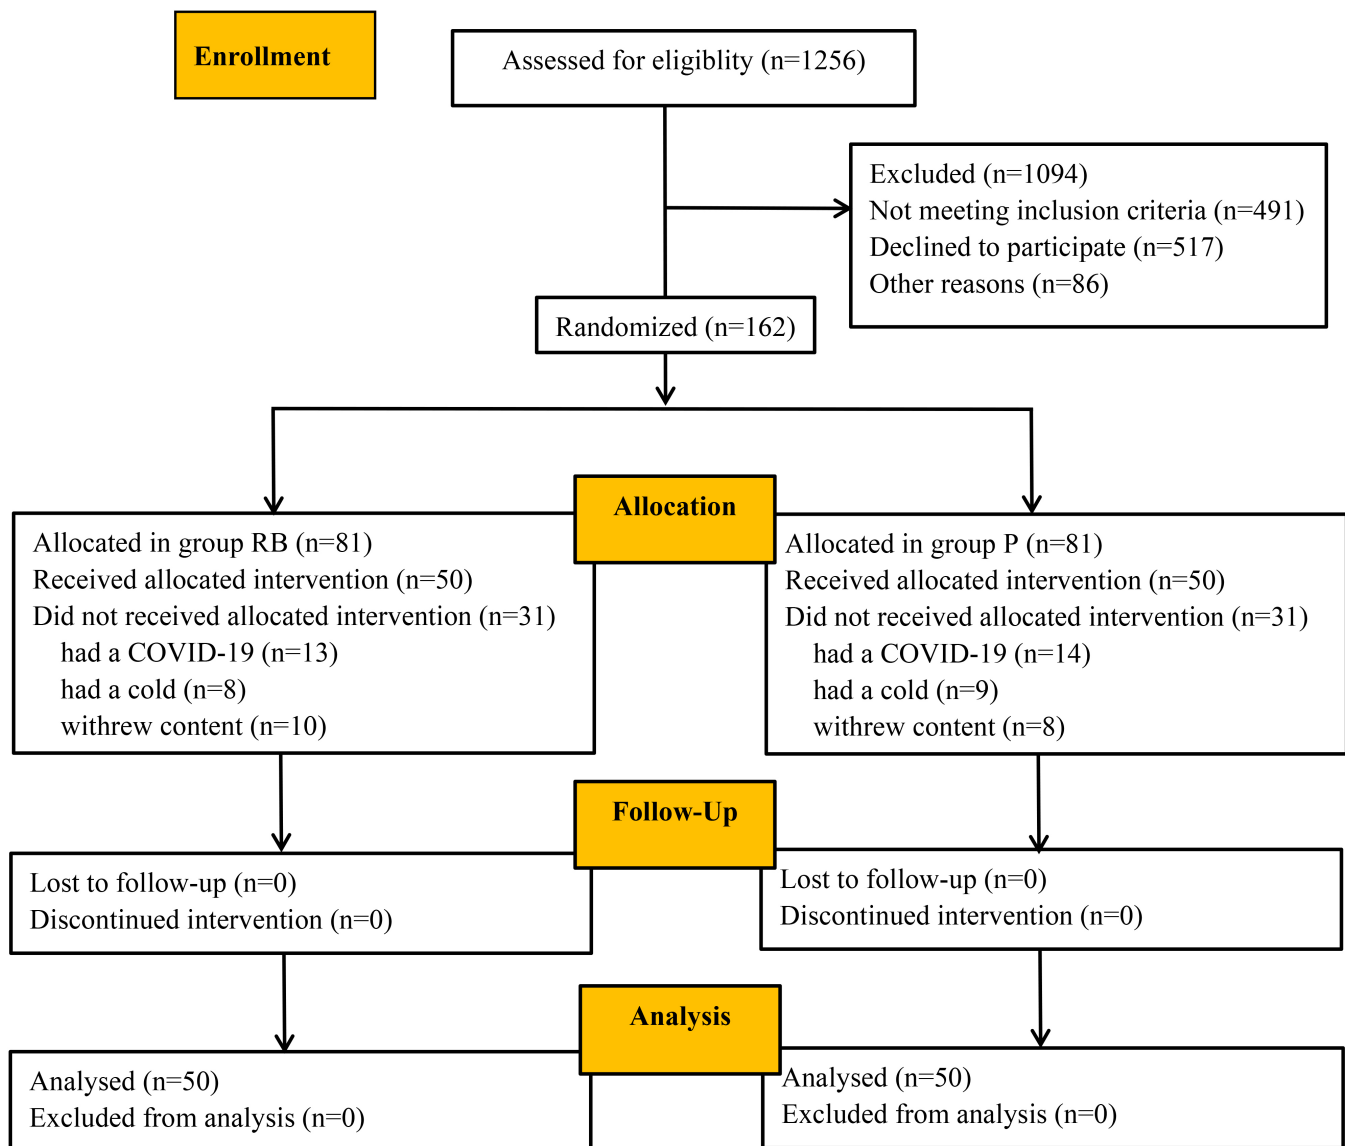 Enrollment
Assessed for eligiblity (n=1256)
Excluded (n=1094)
Not meeting inclusion criteria (n=491)
Declined to participate (n=517)
Other reasons (n=86)
Randomized (n=162)
Allocation
Allocated in group RB (n=81)
Received allocated intervention (n=50)
Did not received allocated intervention (n=31)
had a COVID-19 (n=13)
had a cold (n=8)
withrew content (n=10)
Allocated in group P (n=81)
Received allocated intervention (n=50)
Did not received allocated intervention (n=31)
had a COVID-19 (n=14)
had a cold (n=9)
withrew content (n=8)
Follow-Up
Lost to follow-up (n=0)
Discontinued intervention (n=0)
Lost to follow-up (n=0)
Discontinued intervention (n=0)
Analysis
Analysed (n=50)
Excluded from analysis (n=0)
Analysed (n=50)
Excluded from analysis (n=0)